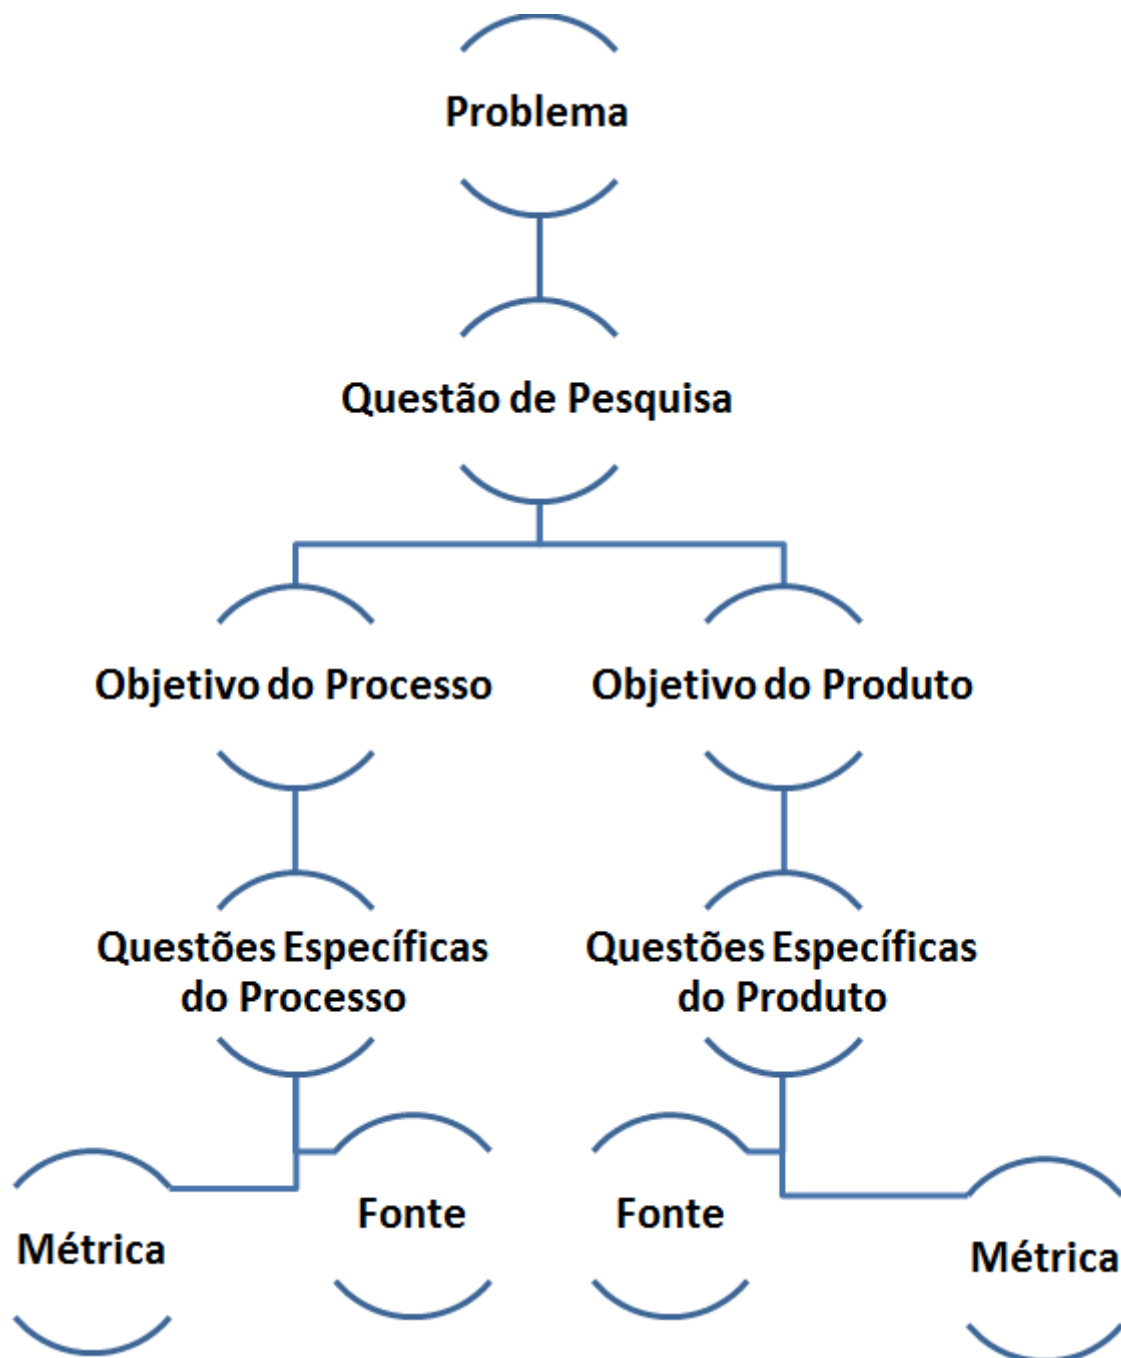 Problema
Questão de Pesquisa
Objetivo do Processo
Objetivo do Produto
Questões Específicas
do Processo
Questões Específicas
do Produto
Métrica
Fonte
Fonte
Métrica